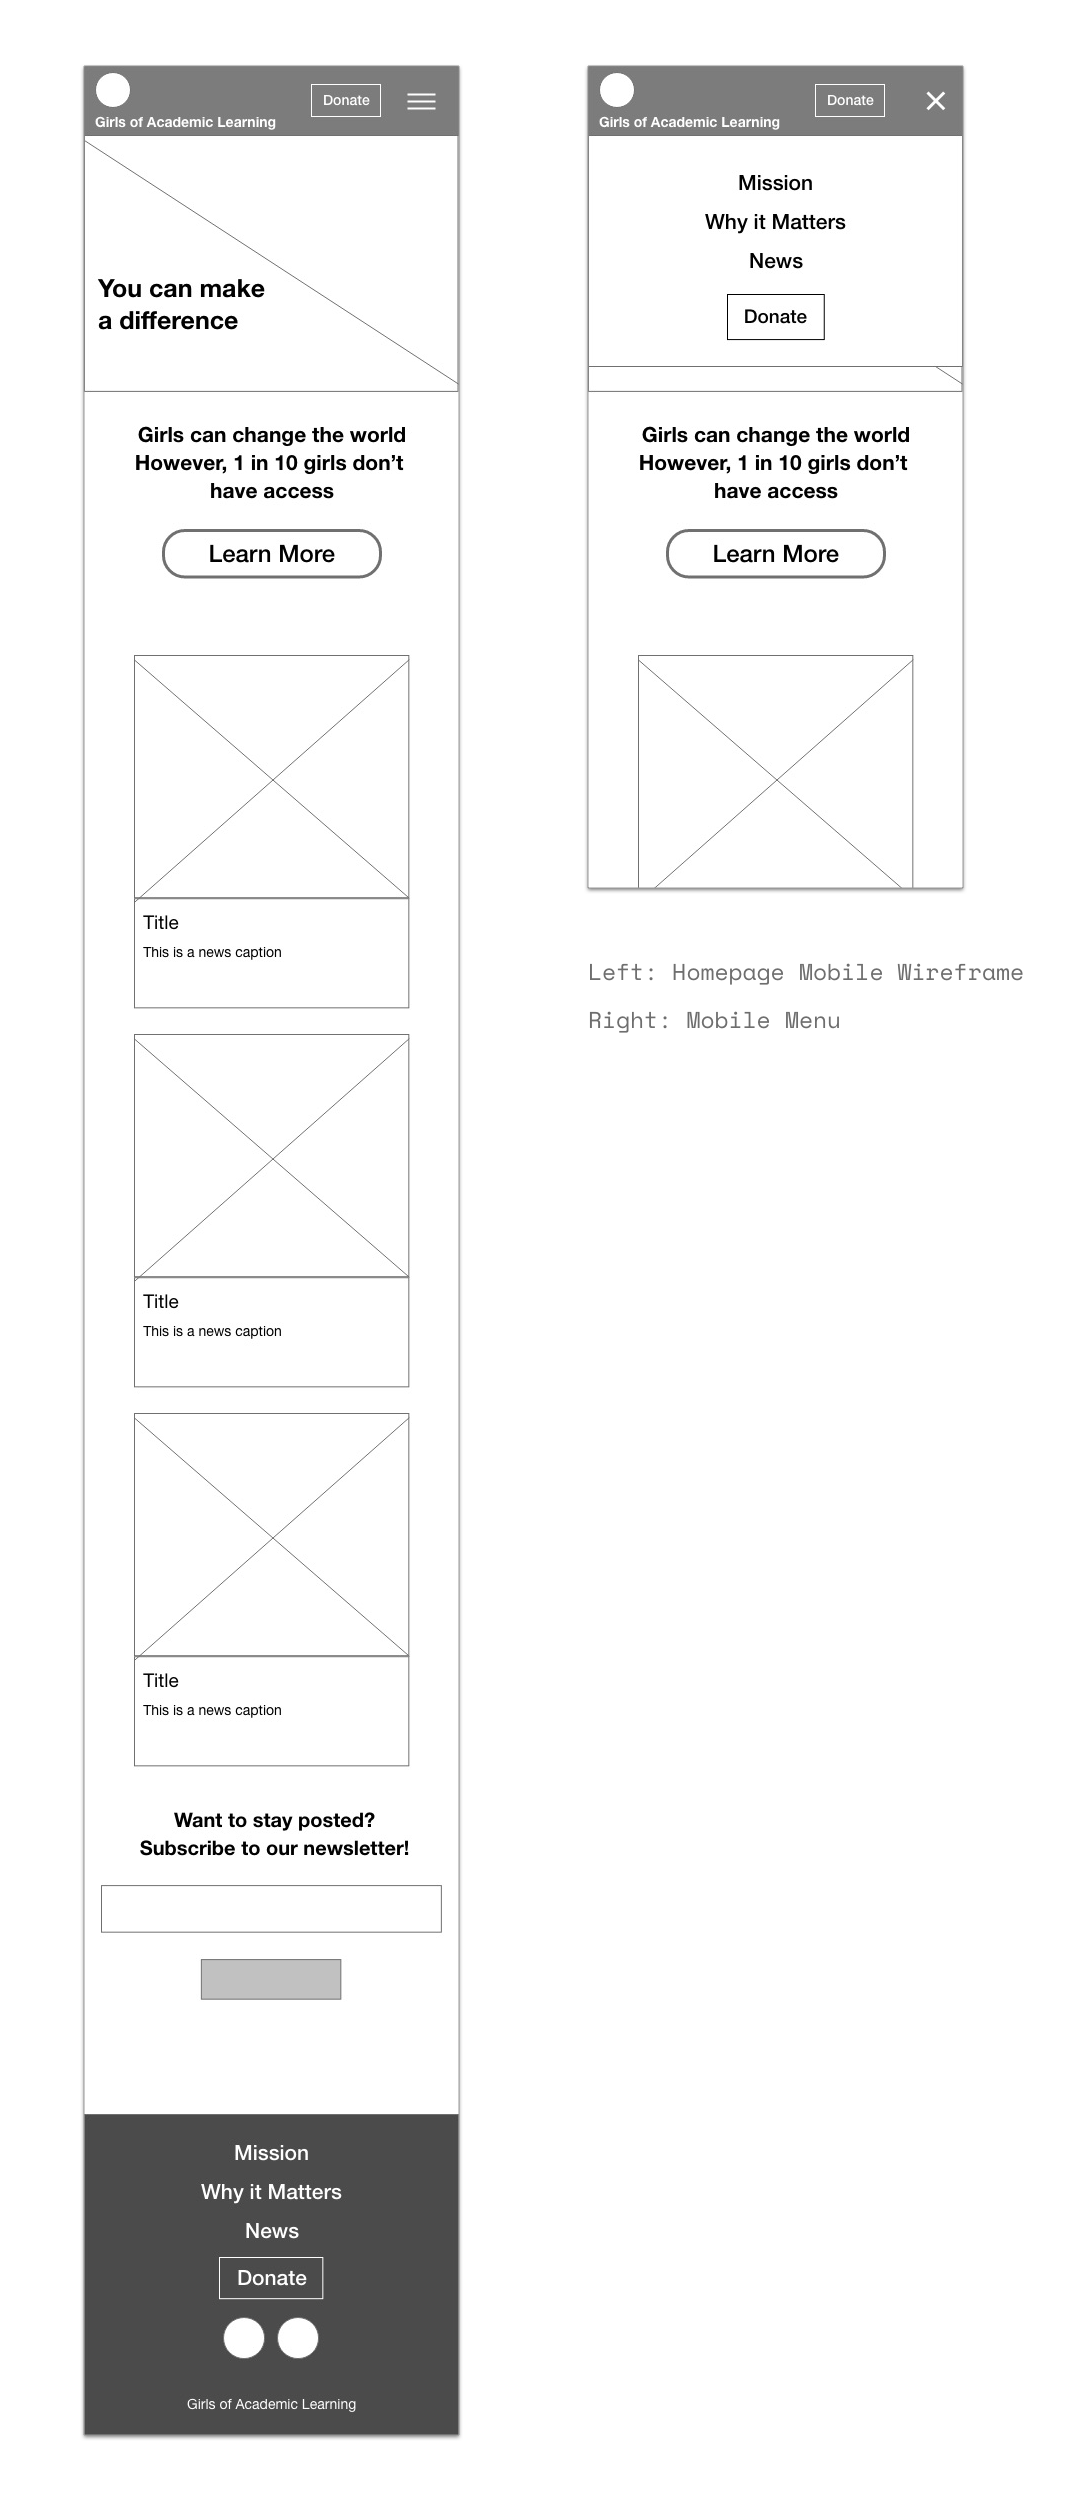 Donate
Girls of Academic Learning
You can make
a difference
Girls can change the world
However, 1 in 10 girls don’t
have access
Learn More
Title
This is a news caption
Title
This is a news caption
Title
This is a news caption
Want to stay posted?
Subscribe to our newsletter!
Mission
Why it Matters
News
Donate
Girls of Academic Learning
Donate
Girls of Academic Learning
Mission
Why it Matters
News
Donate
Girls can change the world
However, 1 in 10 girls don’t
have access
Learn More
Left: Homepage Mobile Wireframe
Right: Mobile Menu